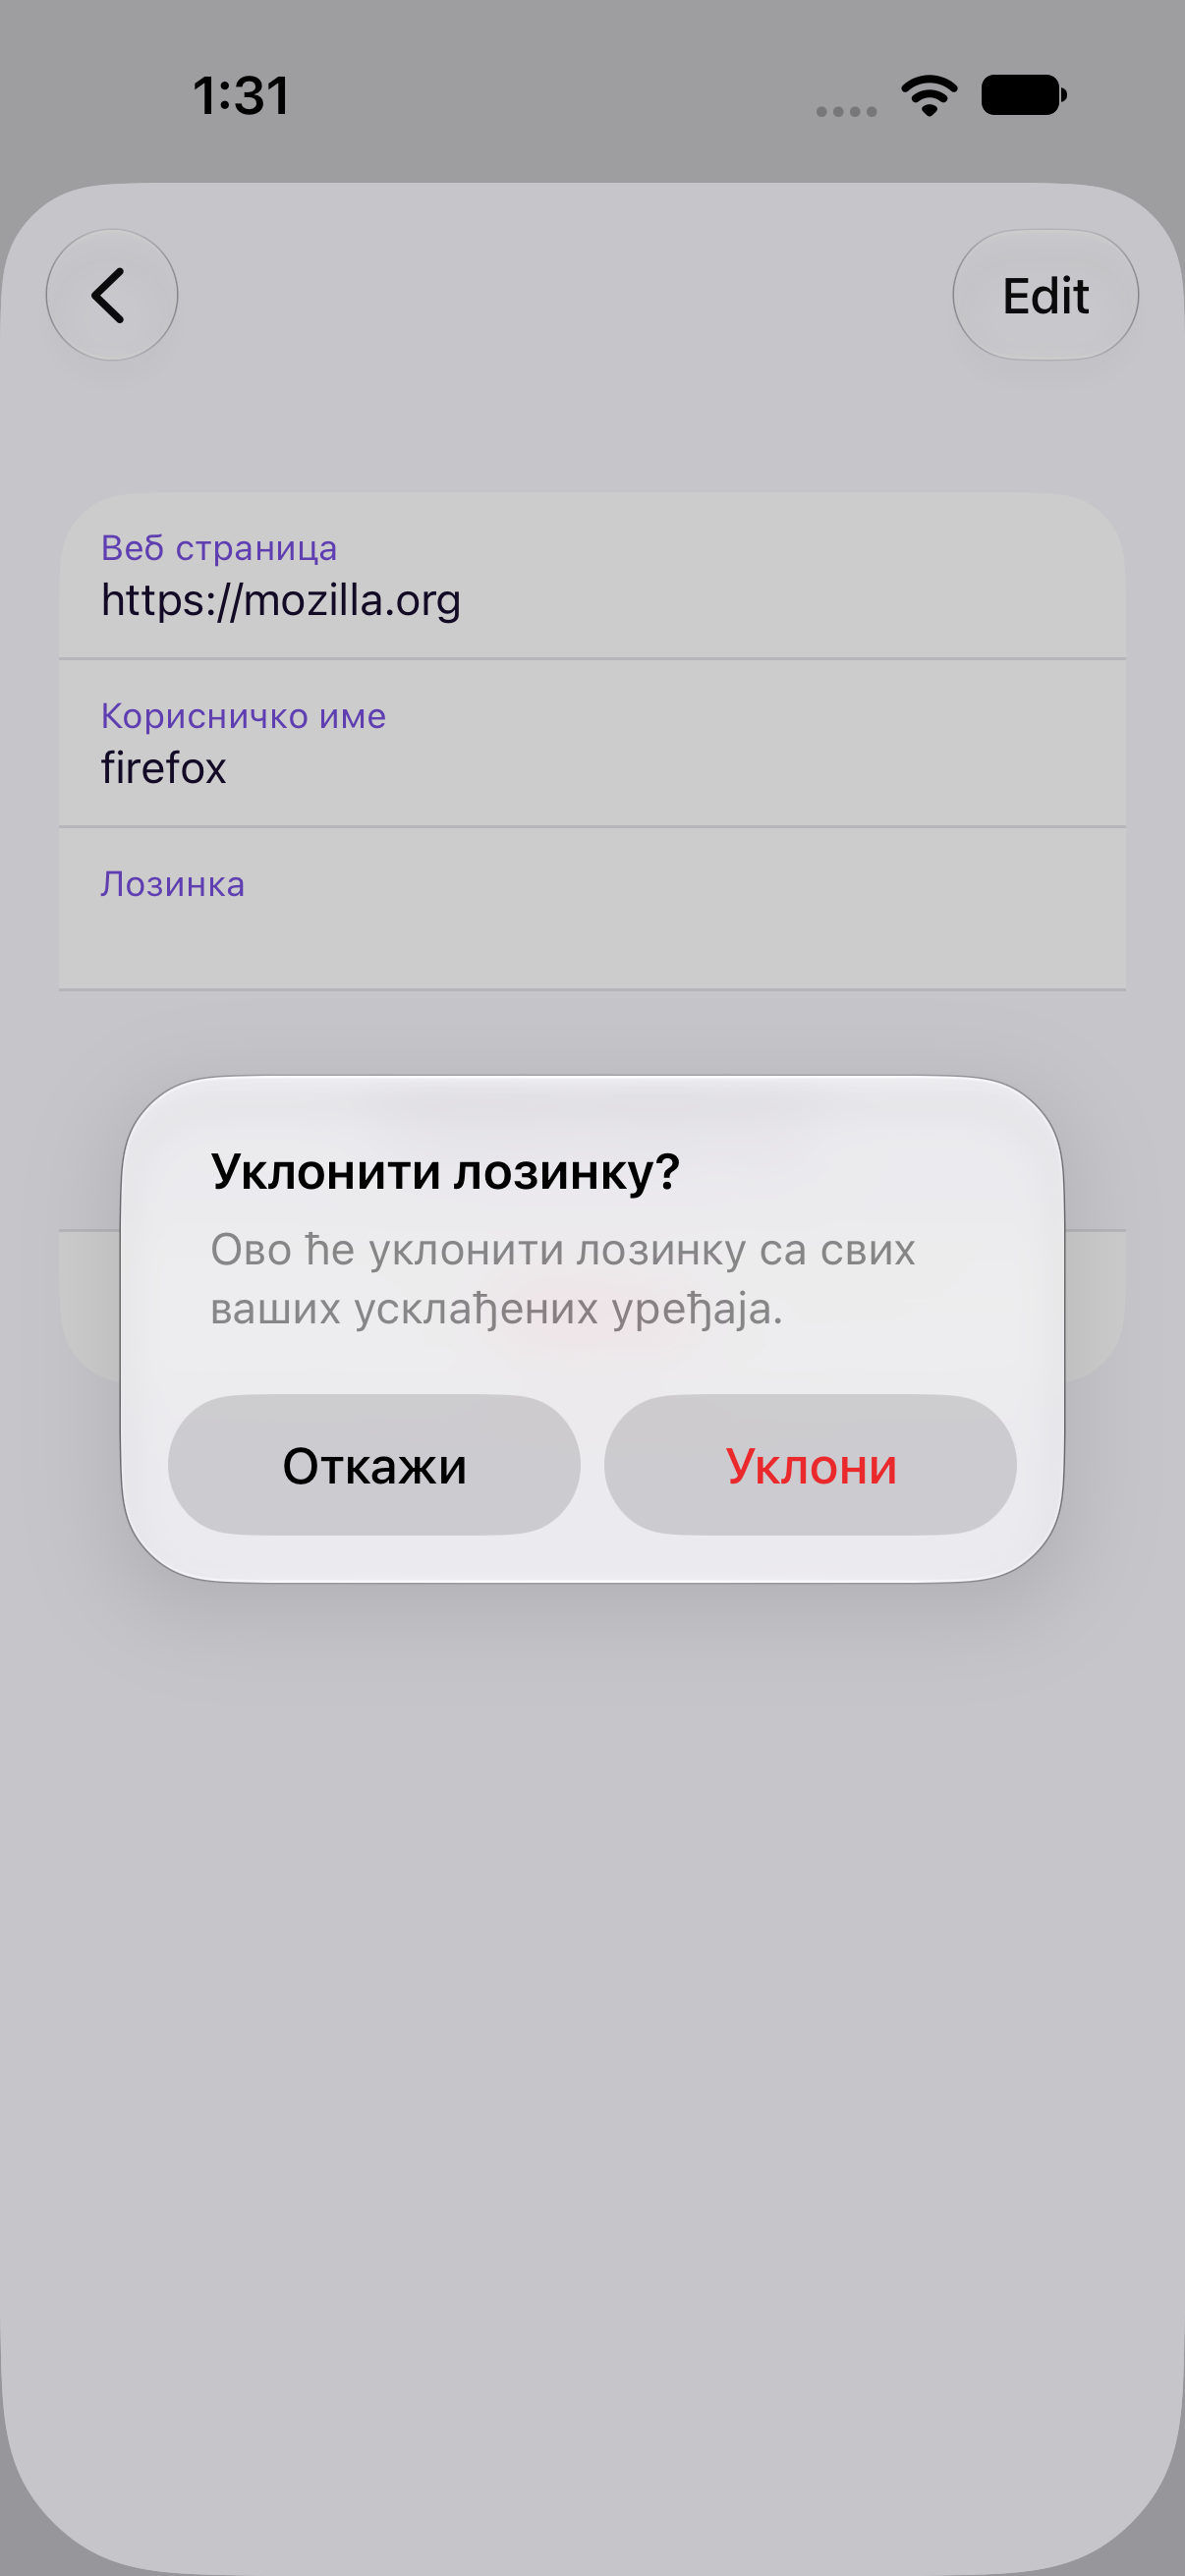 1:31
Edit
Веб страница
https://mozilla.org
Корисничко име
firefox
Лозинка
Уклонити лозинку?
Ово ће уклонити лозинку са свих
ваших усклађених уређаја.
Откажи
Уклони